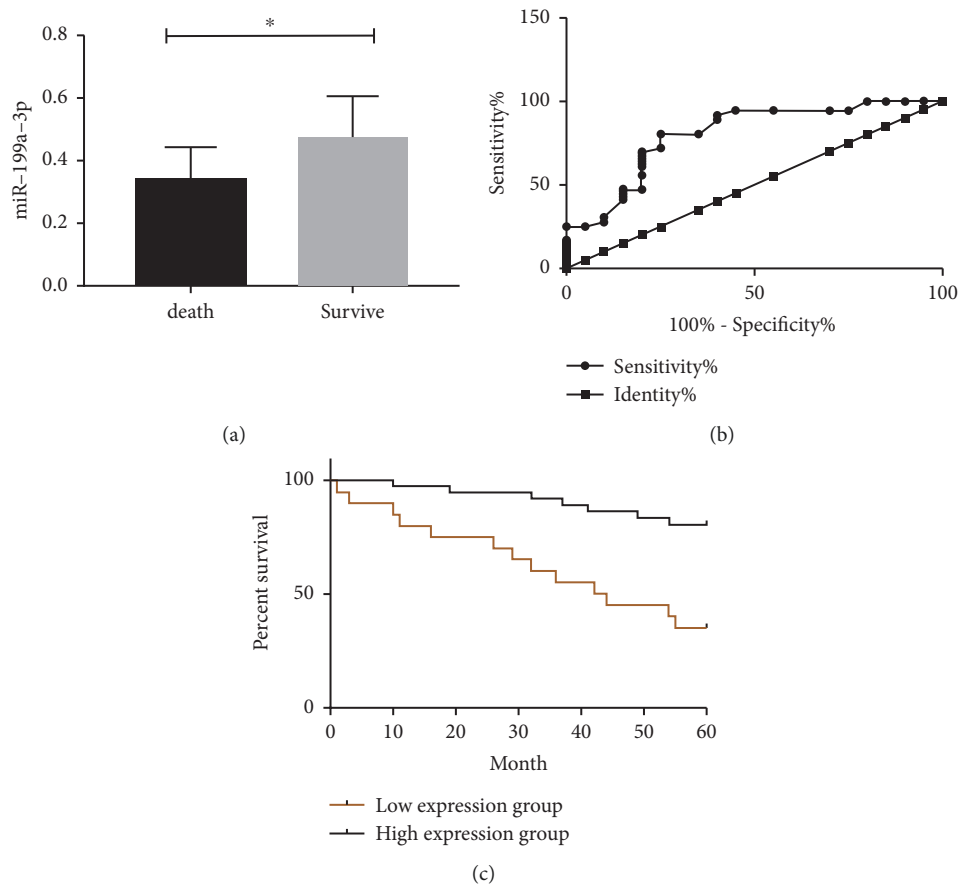 *
miR–199a–3p
0.8
0.6
0.4
0.2
0.0
death Survive
(a)
Sensitivity%
150
100
50
0
0 50 100
100% - Specificity%
Sensitivity%
Identity%
(b)
Percent survival
100
50
0
0 10 20 30 40 50 60
Month
Low expression group
High expression group
(c)